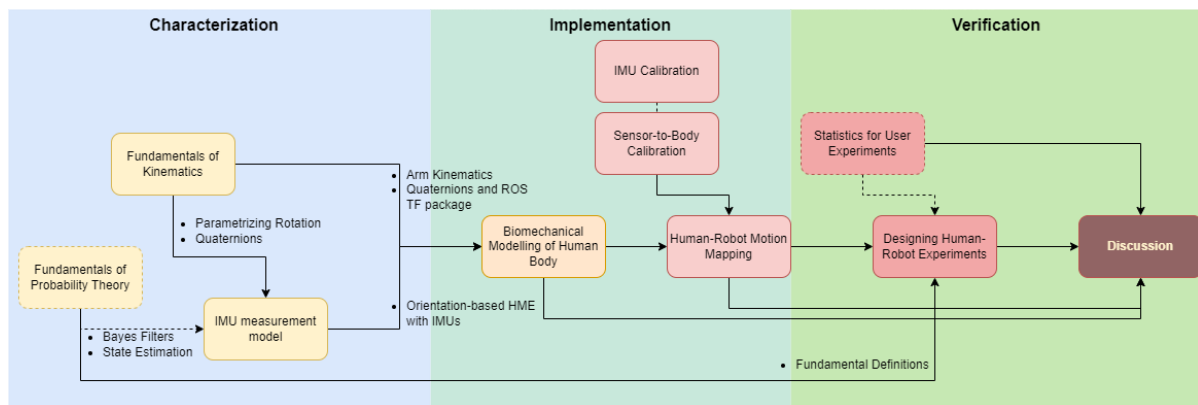 Characterization
Implementation
Verification
IMU Calibration
Sensor-to-Body
Calibration
Statistics for User
Experiments
Fundamentals of
Kinematics
Arm Kinematics
Quaternions and ROS
TF package
Parametrizing Rotation
Quaternions
Biomechanical
Modelling of Human
Body
Human-Robot Motion
Mapping
Designing Human-
Robot Experiments
Discussion
Fundamentals of
Probability Theory
IMU measurement
model
Orientation-based HME
with IMUs
Bayes Filters
State Estimation
Fundamental Definitions